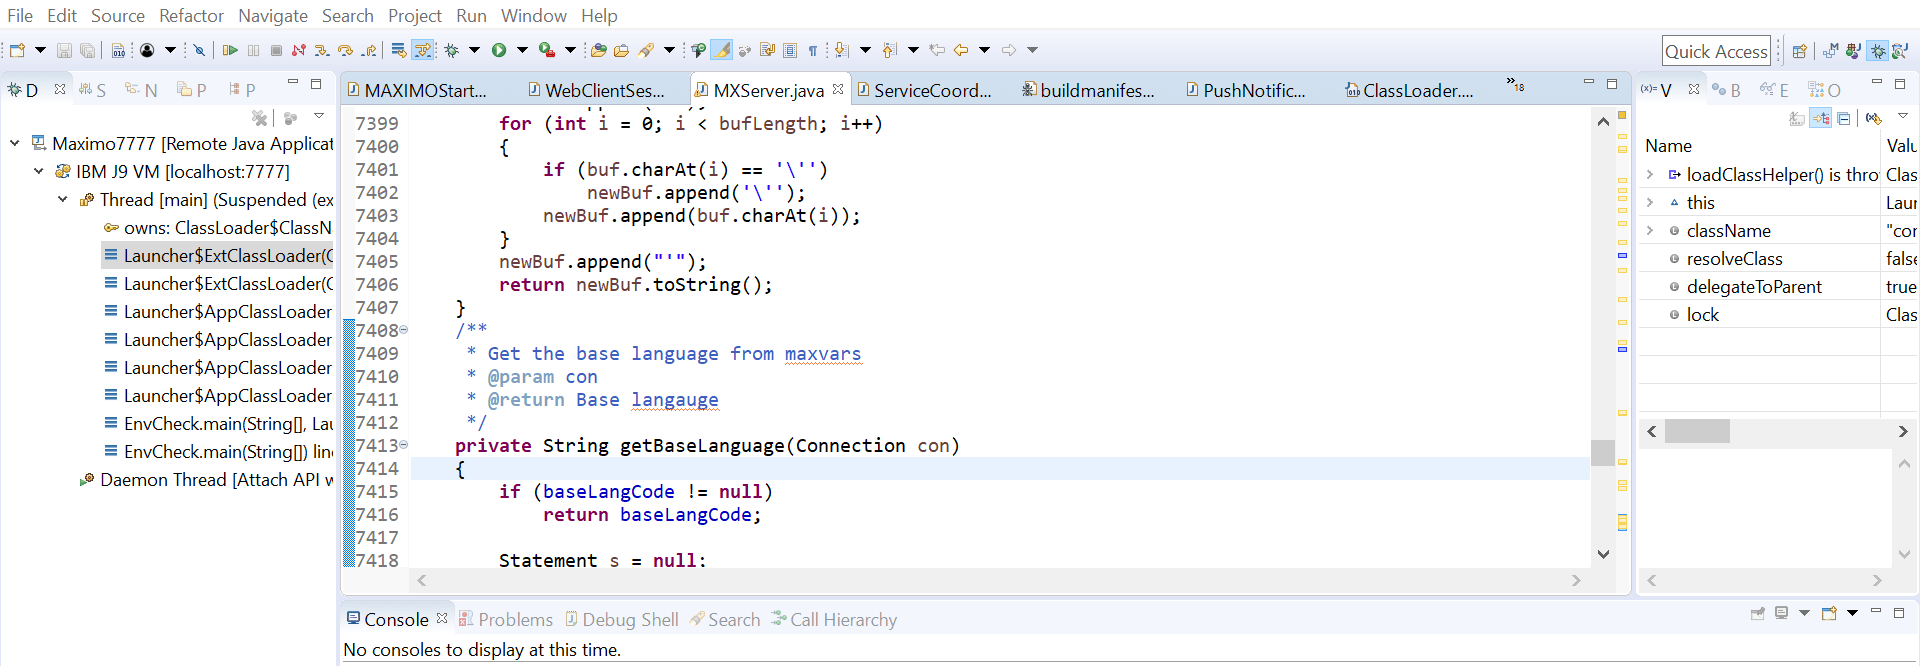 File Edit Source Refactor Navigate Search Project Run Window Help
Quick Access
D S N P P
MAXIMOStart... WebClientSes... MXServer.java ServiceCoord... buildmanifes... PushNotific... ClassLoader.... »18
(x)= V B E O
Maximo7777 [Remote Java Applicat
IBM J9 VM [localhost:7777]
Thread [main] (Suspended (ex
owns: ClassLoader$ClassN
Launcher$ExtClassLoader(C
Launcher$ExtClassLoader(C
Launcher$AppClassLoader
Launcher$AppClassLoader
Launcher$AppClassLoader
Launcher$AppClassLoader
EnvCheck.main(String[], Lau
EnvCheck.main(String[]) line
Daemon Thread [Attach API w
7399 for (int i = 0; i < bufLength; i++)
7400 {
7401 if (buf.charAt(i) == '\'')
7402 newBuf.append('\'');
7403 newBuf.append(buf.charAt(i));
7404 }
7405 newBuf.append("'");
7406 return newBuf.toString();
7407 }
7408 /**
7409 * Get the base language from maxvars
7410 * @param con
7411 * @return Base langauge
7412 */
7413 private String getBaseLanguage(Connection con)
7414 {
7415 if (baseLangCode != null)
7416 return baseLangCode;
7417
7418 Statement s = null;
Name Valu
loadClassHelper() is thro Clas
this Laun
className "cor
resolveClass false
delegateToParent true
lock Clas
Console Problems Debug Shell Search Call Hierarchy
No consoles to display at this time.